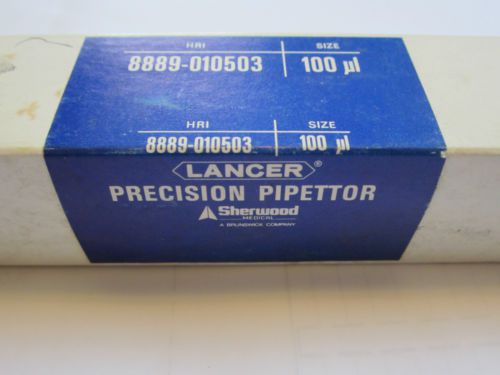 HRI SIZE
8889-010503 100 µl
HRI SIZE
8889-010503 100 µl
LANCER®
PRECISION PIPETTOR
Sherwood
MEDICAL
A BRUNSWICK COMPANY